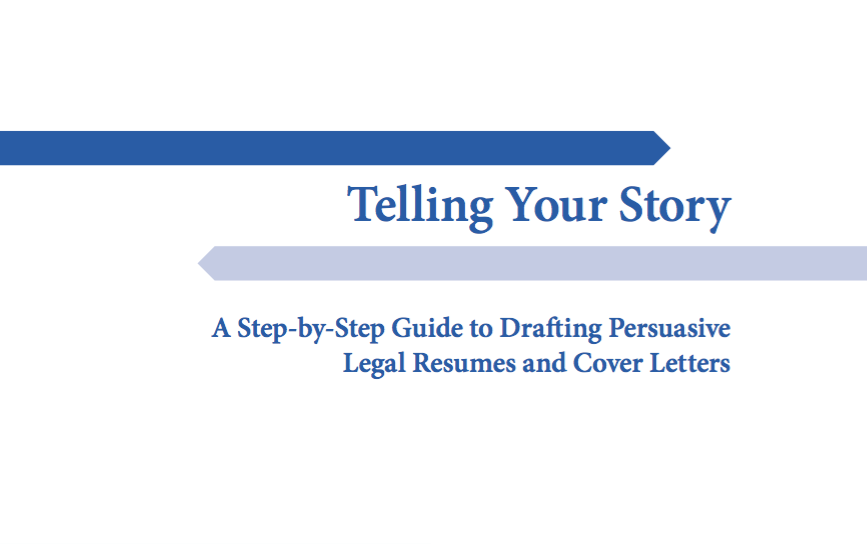 Telling Your Story
A Step-by-Step Guide to Drafting Persuasive
Legal Resumes and Cover Letters